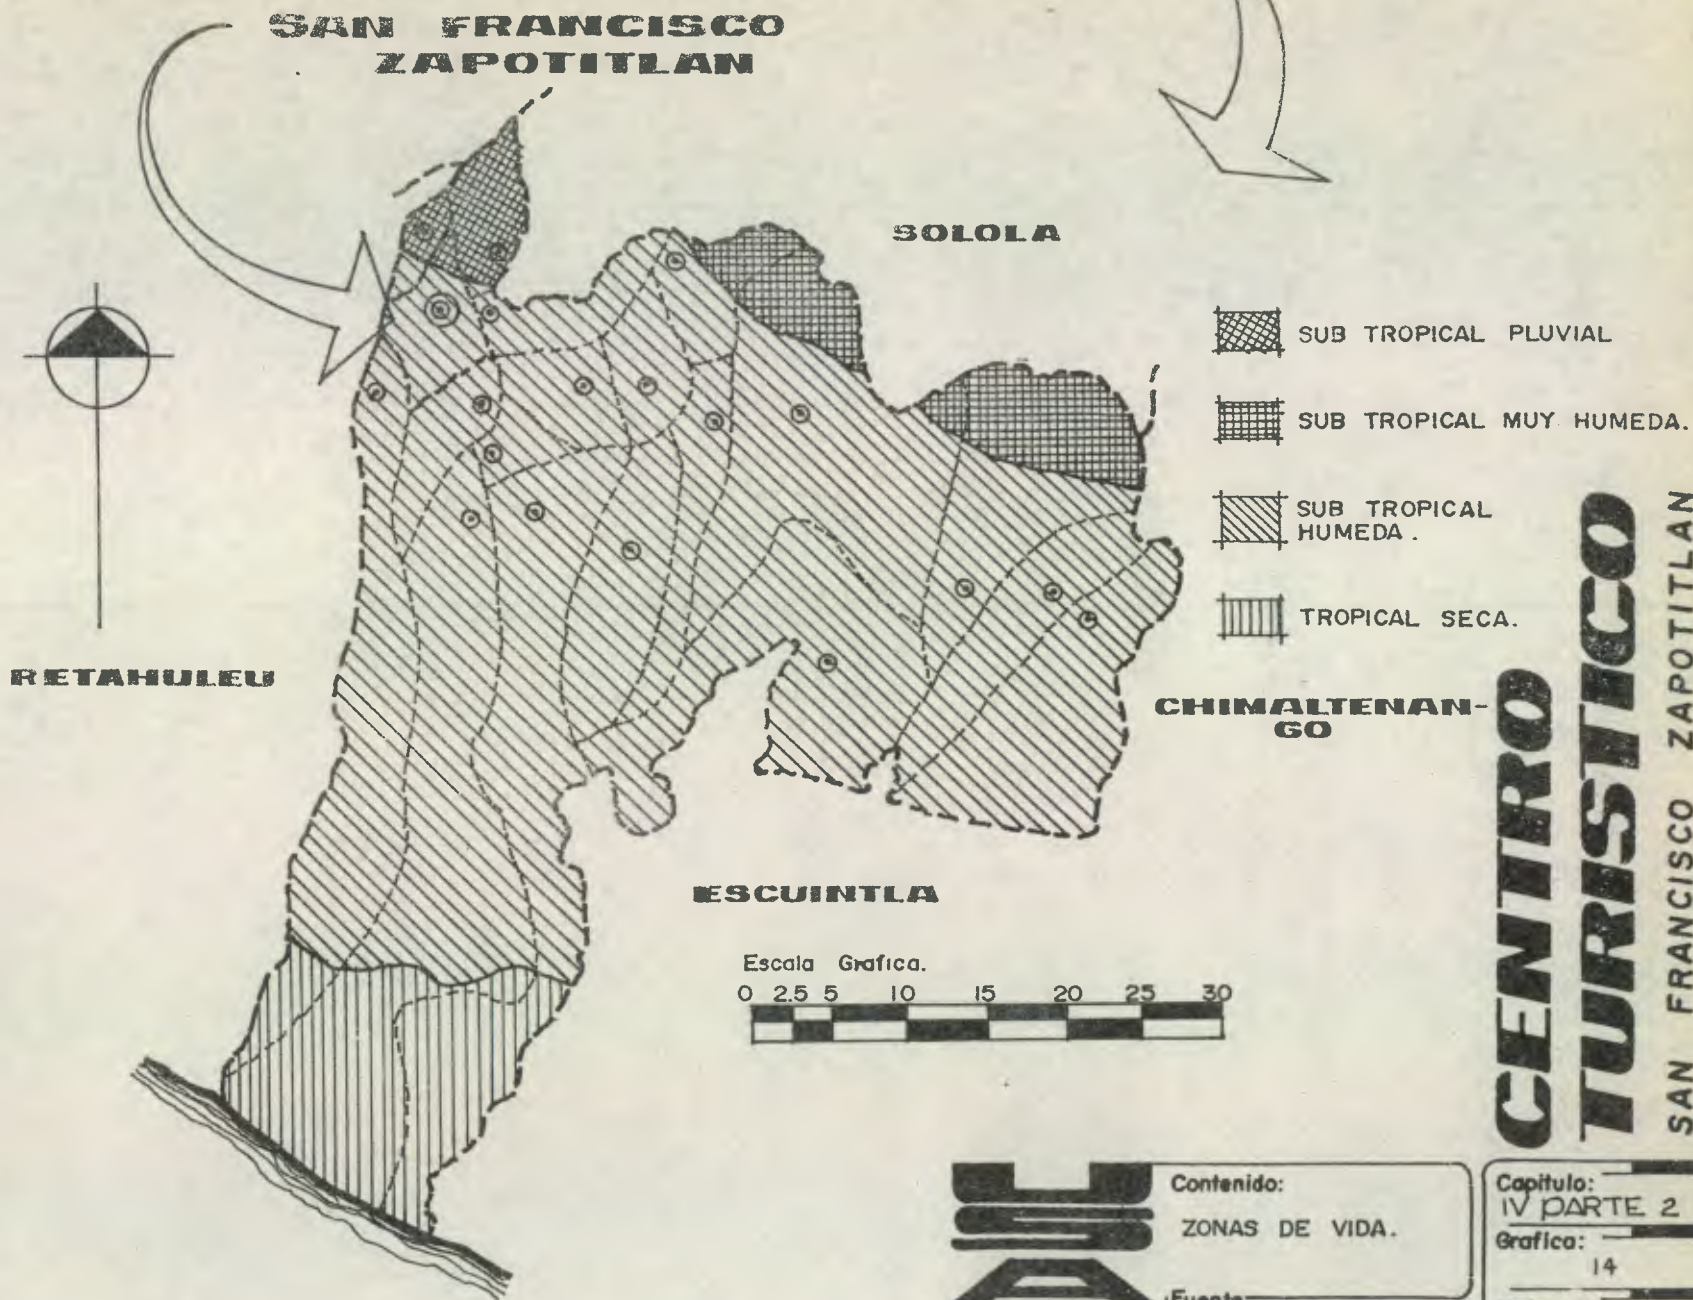 SAN FRANCISCO
ZAPOTITLAN
SOLOLA
SUB TROPICAL PLUVIAL
SUB TROPICAL MUY HUMEDA.
SUB TROPICAL
HUMEDA.
TROPICAL SECA.
RETAHULEU
CHIMALTENAN-
GO
ESCUINTLA
Escala Grafica.
0 2.5 5 10 15 20 25 30
CENTRO
TURISTICO
SAN FRANCISCO ZAPOTITLAN
Contenido:
ZONAS DE VIDA.
Fuente
Capitulo:
IV PARTE 2
Grafica:
14